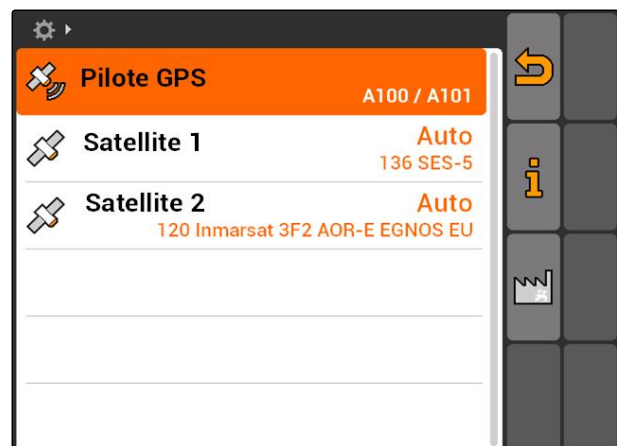 Pilote GPS
A100 / A101
Satellite 1
Auto
136 SES-5
Satellite 2
Auto
120 Inmarsat 3F2 AOR-E EGNOS EU